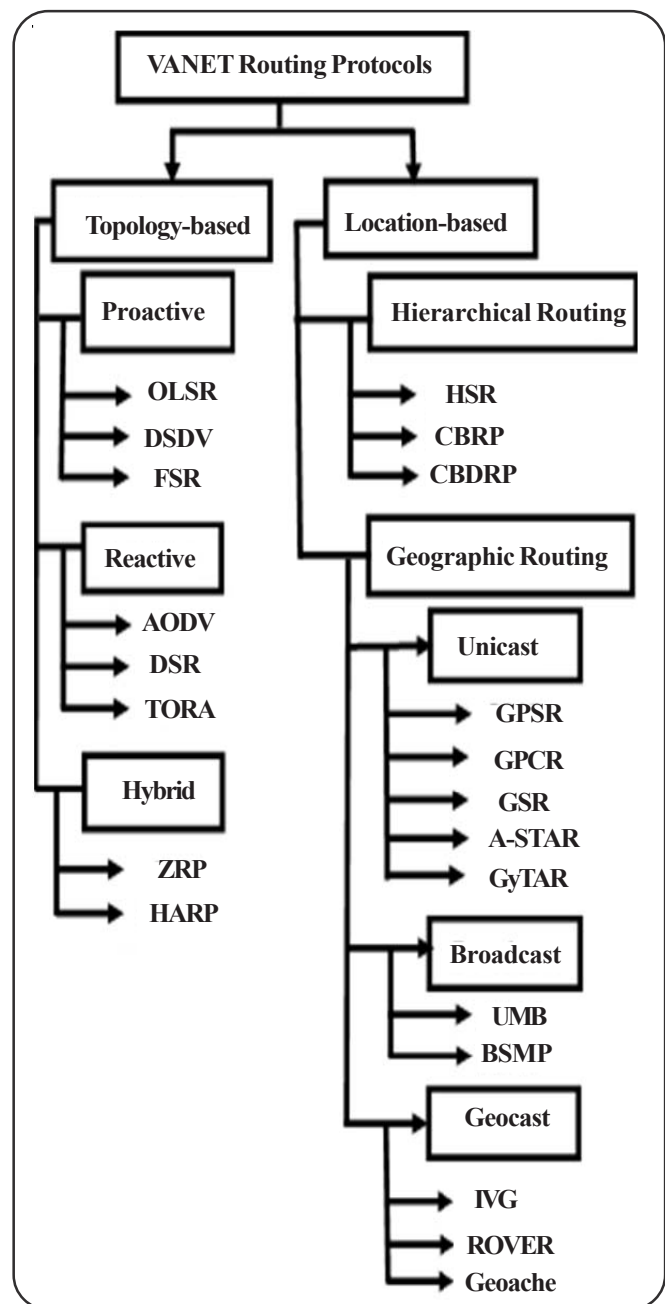 VANET Routing Protocols
Topology-based
Proactive
OLSR
DSDV
FSR
Reactive
AODV
DSR
TORA
Hybrid
ZRP
HARP
Location-based
Hierarchical Routing
HSR
CBRP
CBDRP
Geographic Routing
Unicast
GPSR
GPCR
GSR
A-STAR
GyTAR
Broadcast
UMB
BSMP
Geocast
IVG
ROVER
Geoache